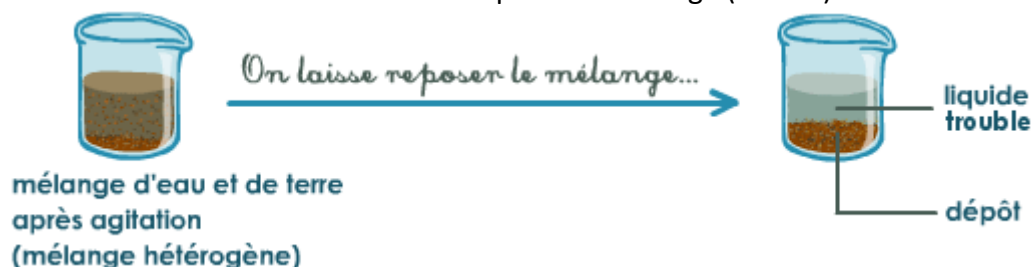 On laisse reposer le mélange...
liquide
trouble
dépôt
mélange d'eau et de terre
après agitation
(mélange hétérogène)